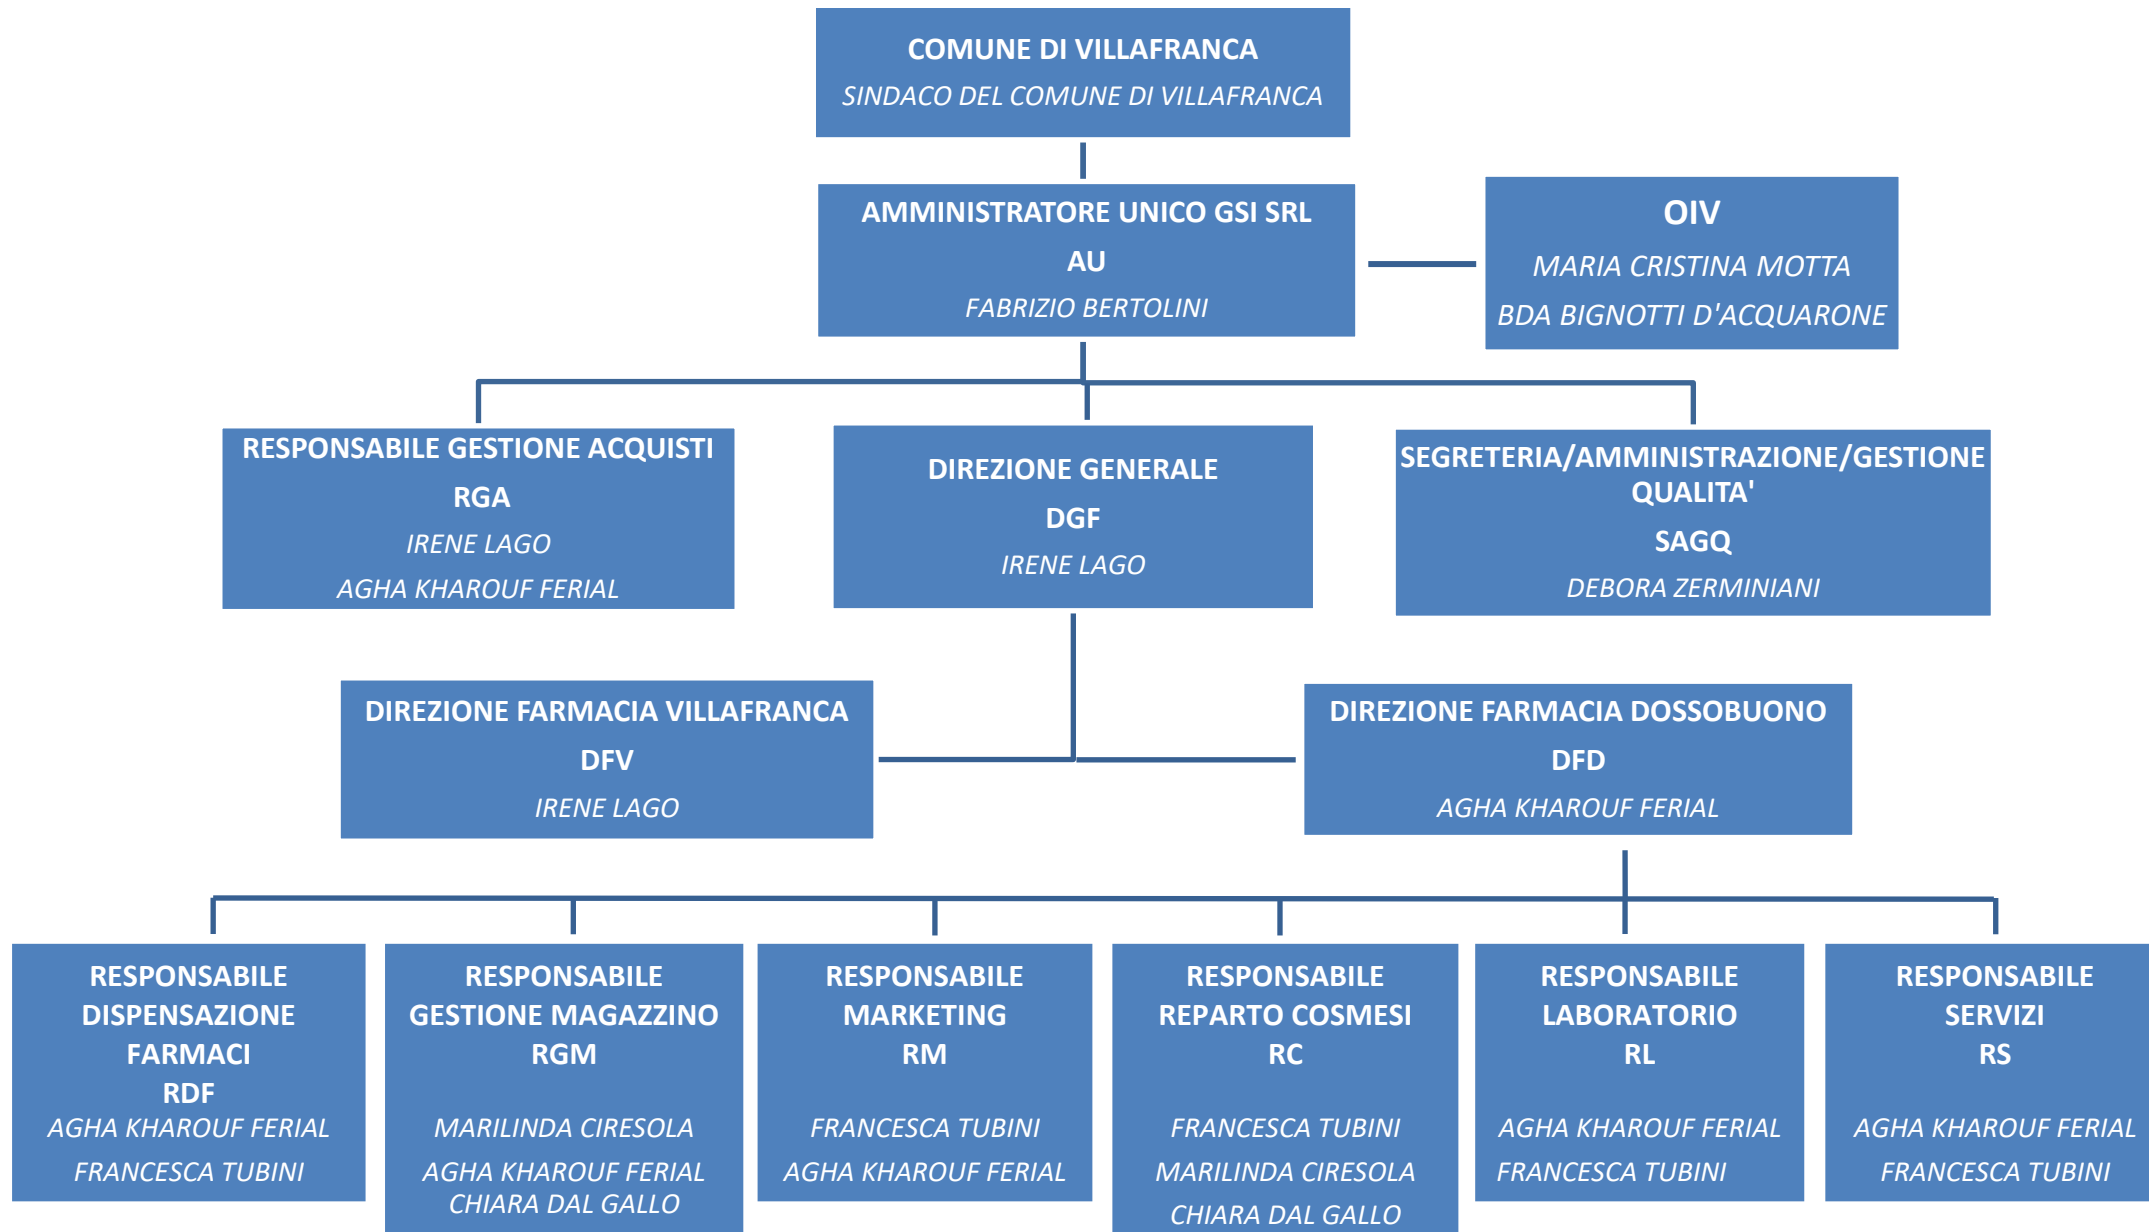 COMUNE DI VILLAFRANCA
SINDACO DEL COMUNE DI VILLAFRANCA
AMMINISTRATORE UNICO GSI SRL
AU
FABRIZIO BERTOLINI
OIV
MARIA CRISTINA MOTTA
BDA BIGNOTTI D'ACQUARONE
RESPONSABILE GESTIONE ACQUISTI
RGA
IRENE LAGO
AGHA KHAROUF FERIAL
DIREZIONE GENERALE
DGF
IRENE LAGO
SEGRETERIA/AMMINISTRAZIONE/GESTIONE
QUALITA'
SAGQ
DEBORA ZERMINIANI
DIREZIONE FARMACIA VILLAFRANCA
DFV
IRENE LAGO
DIREZIONE FARMACIA DOSSOBUONO
DFD
AGHA KHAROUF FERIAL
RESPONSABILE
DISPENSAZIONE
FARMACI
RDF
AGHA KHAROUF FERIAL
FRANCESCA TUBINI
RESPONSABILE
GESTIONE MAGAZZINO
RGM
MARILINDA CIRESOLA
AGHA KHAROUF FERIAL
CHIARA DAL GALLO
RESPONSABILE
MARKETING
RM
FRANCESCA TUBINI
AGHA KHAROUF FERIAL
RESPONSABILE
REPARTO COSMESI
RC
FRANCESCA TUBINI
MARILINDA CIRESOLA
CHIARA DAL GALLO
RESPONSABILE
LABORATORIO
RL
AGHA KHAROUF FERIAL
FRANCESCA TUBINI
RESPONSABILE
SERVIZI
RS
AGHA KHAROUF FERIAL
FRANCESCA TUBINI